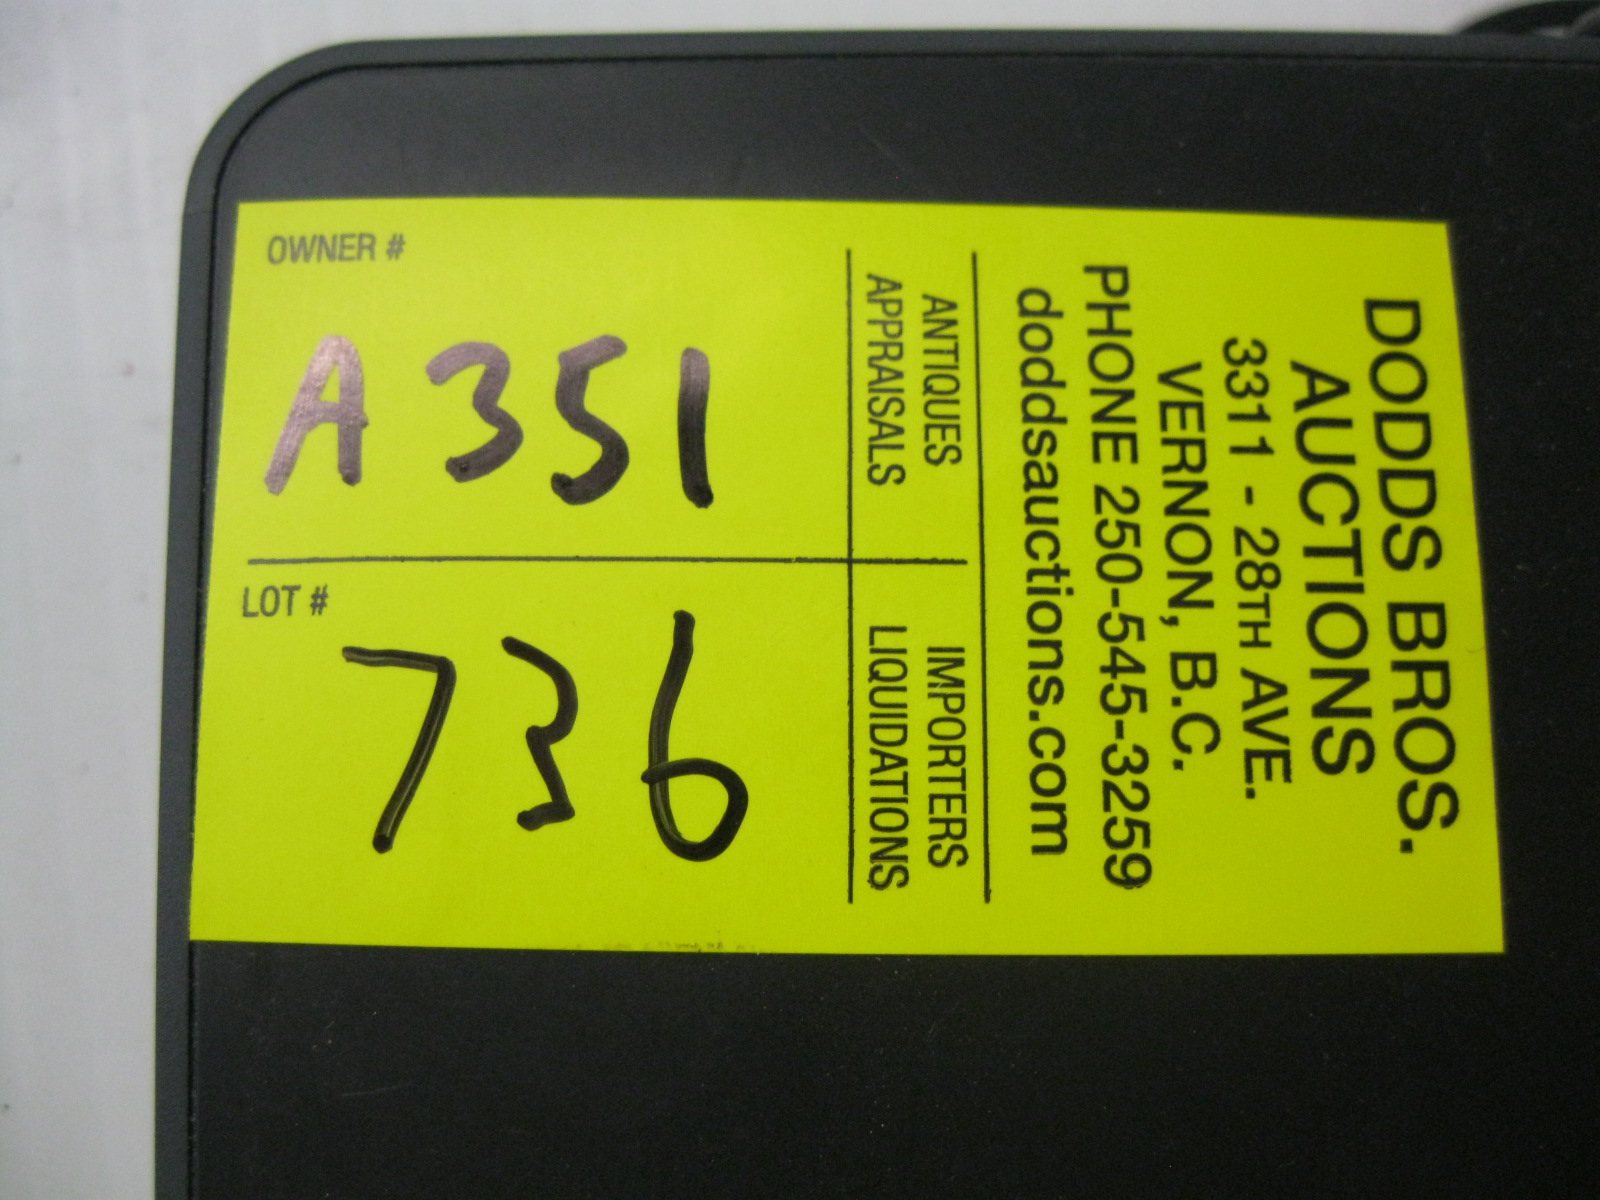 DODDS BROS.
AUCTIONS
3311 - 28TH AVE.
VERNON, B.C.
PHONE 250-545-3259
doddsauctions.com
ANTIQUES IMPORTERS
APPRAISALS LIQUIDATIONS
OWNER #
A351
LOT #
736